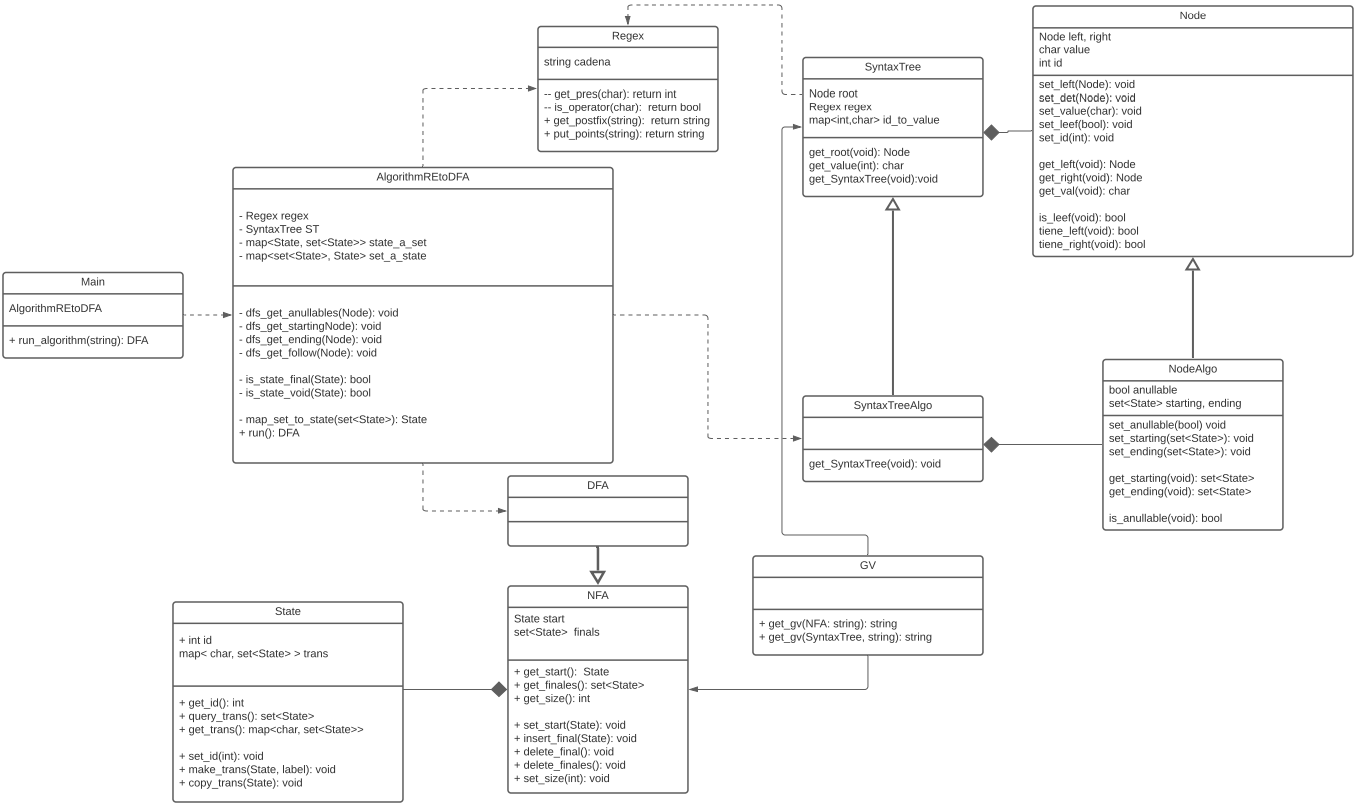 Regex
string cadena
-- get_pres(char): return int
-- is_operator(char):  return bool
+ get_postfix(string):  return string
+ put_points(string): return string
SyntaxTree
Node root
Regex regex
map<int,char> id_to_value
get_root(void): Node
get_value(int): char
get_SyntaxTree(void):void
Node
Node left, right
char value
int id
set_left(Node): void
set_det(Node): void
set_value(char): void
set_leef(bool): void
set_id(int): void
get_left(void): Node
get_right(void): Node
get_val(void): char
is_leef(void): bool
tiene_left(void): bool
tiene_right(void): bool
AlgorithmREtoDFA
- Regex regex
- SyntaxTree ST
- map<State, set<State>> state_a_set
- map<set<State>, State> set_a_state
- dfs_get_anullables(Node): void
- dfs_get_startingNode): void
- dfs_get_ending(Node): void
- dfs_get_follow(Node): void
- is_state_final(State): bool
- is_state_void(State): bool
- map_set_to_state(set<State>): State
+ run(): DFA
Main
AlgorithmREtoDFA
+ run_algorithm(string): DFA
SyntaxTreeAlgo
get_SyntaxTree(void): void
NodeAlgo
bool anullable
set<State> starting, ending
set_anullable(bool) void
set_starting(set<State>): void
set_ending(set<State>): void
get_starting(void): set<State>
get_ending(void): set<State>
is_anullable(void): bool
DFA
GV
+ get_gv(NFA: string): string
+ get_gv(SyntaxTree, string): string
State
+ int id
map< char, set<State> > trans
+ get_id(): int
+ query_trans(): set<State>
+ get_trans(): map<char, set<State>>
+ set_id(int): void
+ make_trans(State, label): void
+ copy_trans(State): void
NFA
State start
set<State>  finals
+ get_start():  State
+ get_finales(): set<State>
+ get_size(): int
+ set_start(State): void
+ insert_final(State): void
+ delete_final(): void
+ delete_finales(): void
+ set_size(int): void